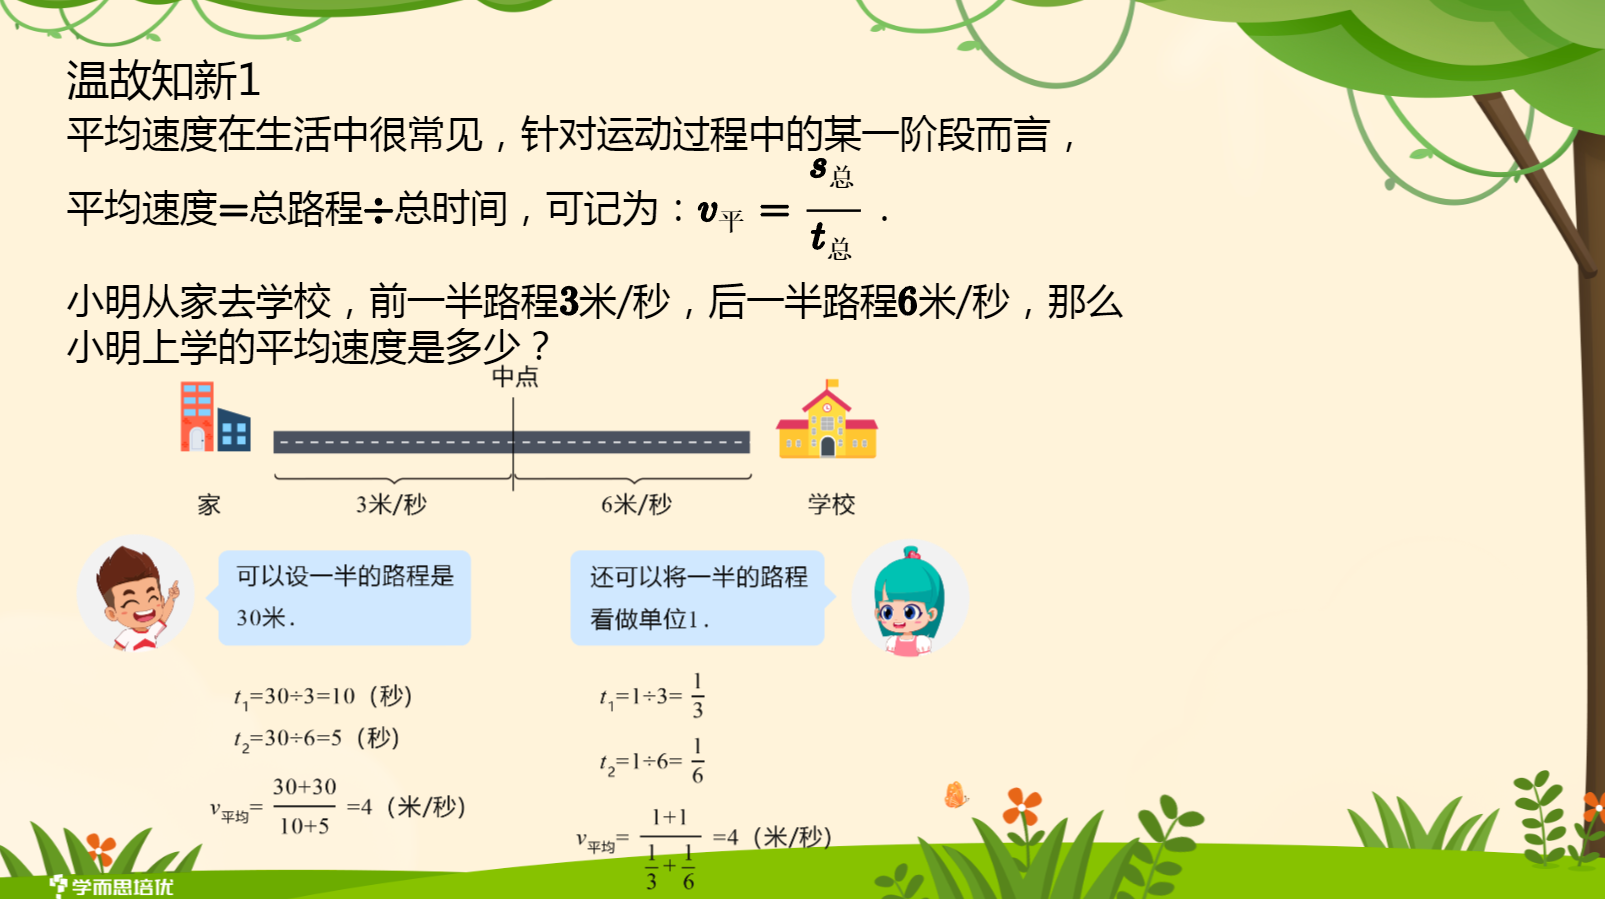 温故知新1
平均速度在生活中很常见，针对运动过程中的某一阶段而言，
平均速度=总路程÷总时间，可记为：v平 = s总/t总 .
小明从家去学校，前一半路程3米/秒，后一半路程6米/秒，那么
小明上学的平均速度是多少？
中点
家
3米/秒
6米/秒
学校
可以设一半的路程是
30米．
还可以将一半的路程
看做单位1．
t1=30÷3=10（秒）
t2=30÷6=5（秒）
v平均= (30+30)/(10+5) =4（米/秒）
t1=1÷3= 1/3
t2=1÷6= 1/6
v平均= (1+1)/(1/3+1/6) =4（米/秒）
学而思培优